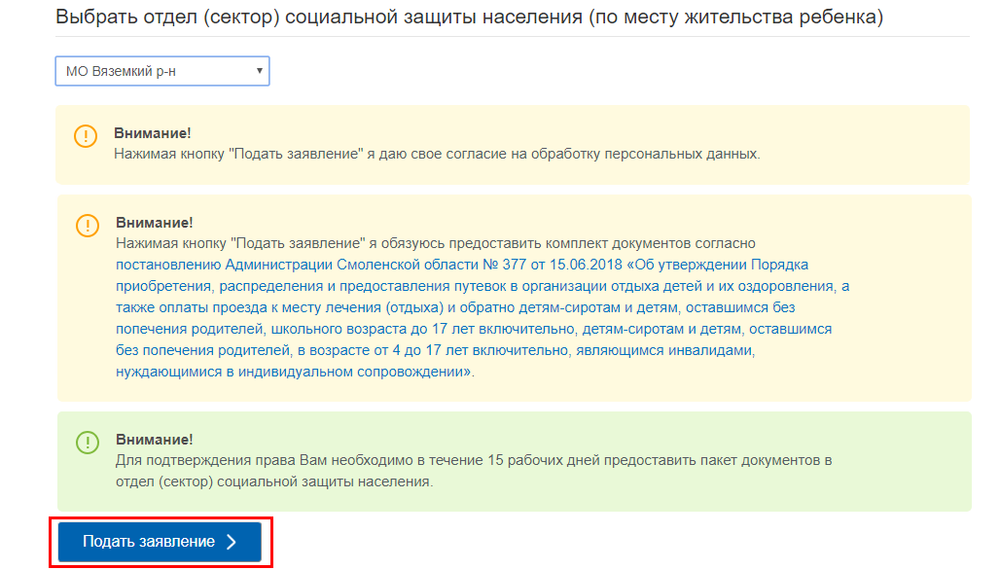 Выбрать отдел (сектор) социальной защиты населения (по месту жительства ребенка)
МО Вяземкий р-н
Внимание!
Нажимая кнопку "Подать заявление" я даю свое согласие на обработку персональных данных.
Внимание!
Нажимая кнопку "Подать заявление" я обязуюсь предоставить комплект документов согласно
постановлению Администрации Смоленской области № 377 от 15.06.2018 «Об утверждении Порядка
приобретения, распределения и предоставления путевок в организации отдыха детей и их оздоровления, а
также оплаты проезда к месту лечения (отдыха) и обратно детям-сиротам и детям, оставшимся без
попечения родителей, школьного возраста до 17 лет включительно, детям-сиротам и детям, оставшимся
без попечения родителей, в возрасте от 4 до 17 лет включительно, являющимся инвалидами,
нуждающимися в индивидуальном сопровождении».
Внимание!
Для подтверждения права Вам необходимо в течение 15 рабочих дней предоставить пакет документов в
отдел (сектор) социальной защиты населения.
Подать заявление